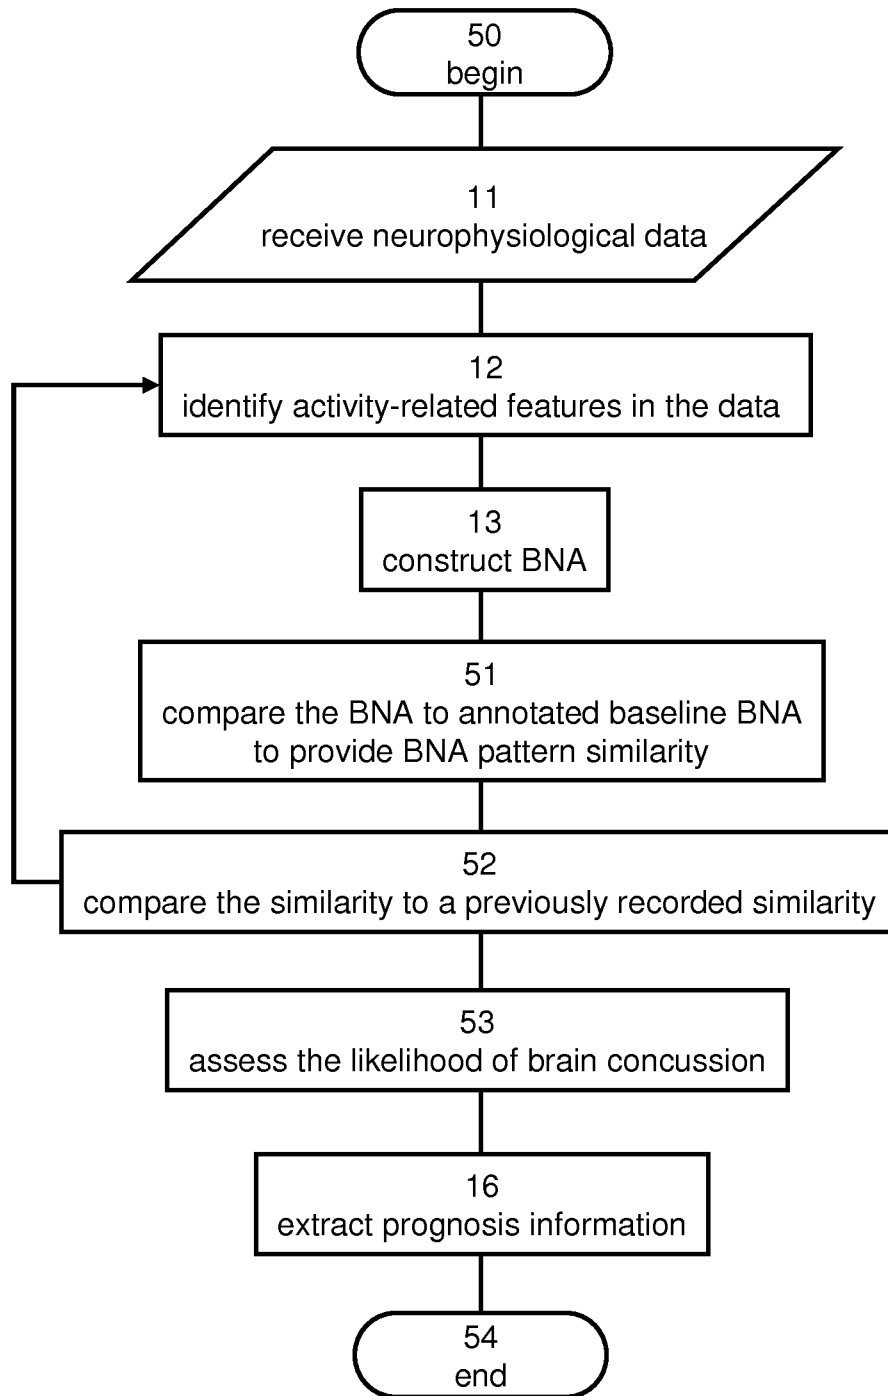 50
begin
11
receive neurophysiological data
12
identify activity-related features in the data
13
construct BNA
51
compare the BNA to annotated baseline BNA
to provide BNA pattern similarity
52
compare the similarity to a previously recorded similarity
53
assess the likelihood of brain concussion
16
extract prognosis information
54
end